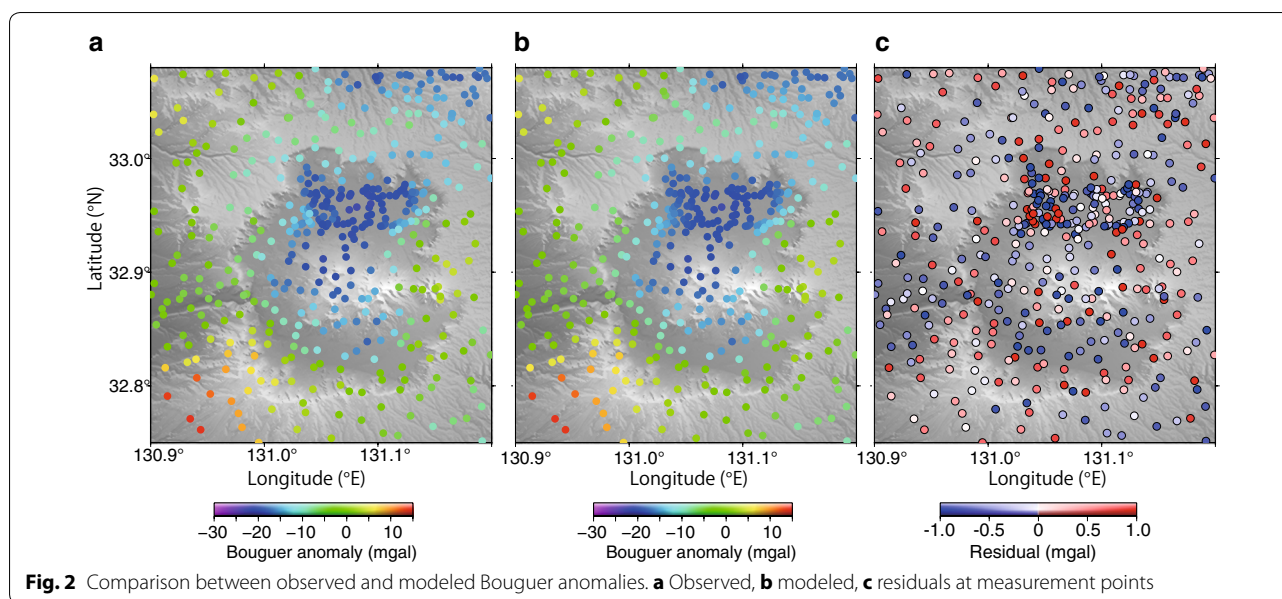 a
b
c
33.0°
32.9°
32.8°
Latitude (°N)
130.9° 131.0° 131.1°
130.9° 131.0° 131.1°
130.9° 131.0° 131.1°
Longitude (°E)
Longitude (°E)
Longitude (°E)
−30 −20 −10 0 10
−30 −20 −10 0 10
-1.0 -0.5 0 0.5 1.0
Bouguer anomaly (mgal)
Bouguer anomaly (mgal)
Residual (mgal)
Fig. 2 Comparison between observed and modeled Bouguer anomalies. a Observed, b modeled, c residuals at measurement points